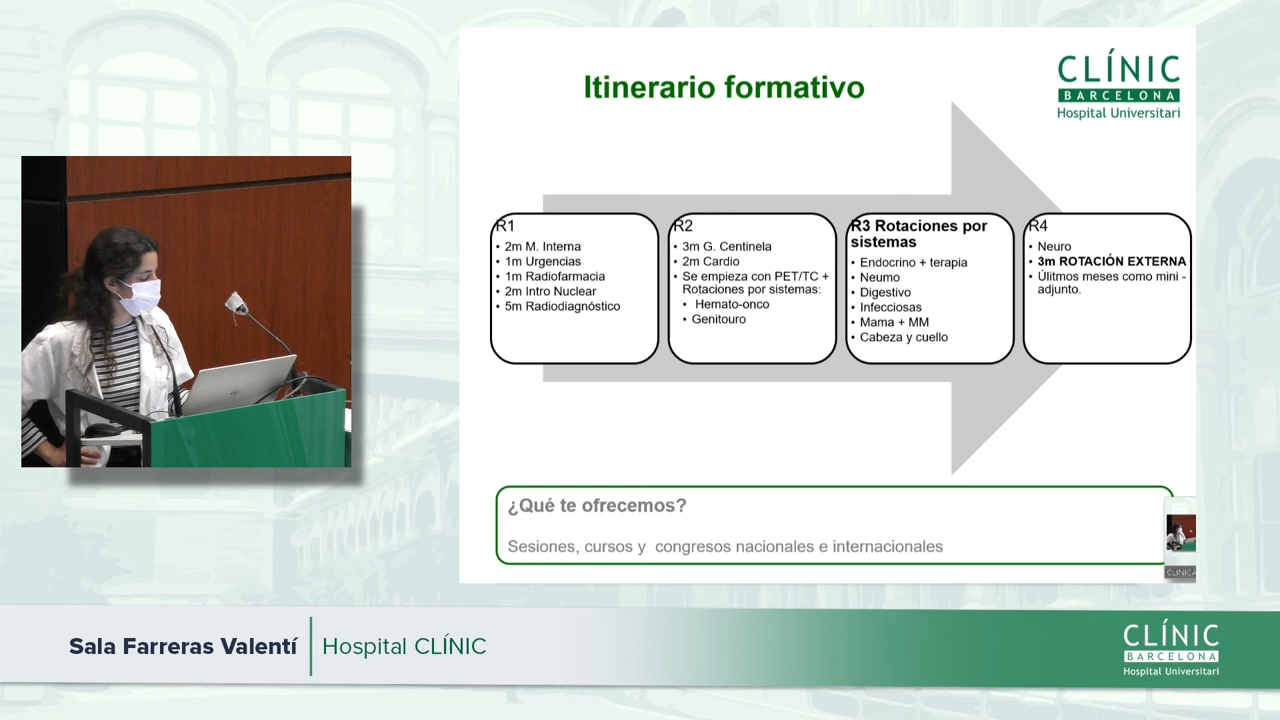 Itinerario formativo
CLÍNIC
BARCELONA
Hospital Universitari
R1
• 2m M. Interna
• 1m Urgencias
• 1m Radiofarmacia
• 2m Intro Nuclear
• 5m Radiodiagnóstico
R2
• 3m G. Centinela
• 2m Cardio
• Se empieza con PET/TC +
Rotaciones por sistemas:
• Hemato-onco
• Genitouro
R3 Rotaciones por
sistemas
• Endocrino + terapia
• Neumo
• Digestivo
• Infecciosas
• Mama + MM
• Cabeza y cuello
R4
• Neuro
• 3m ROTACIÓN EXTERNA
• Úlitmos meses como mini -
adjunto.
¿Qué te ofrecemos?
Sesiones, cursos y congresos nacionales e internacionales
CLINICA
Sala Farreras Valentí
Hospital CLÍNIC
CLÍNIC
BARCELONA
Hospital Universitari